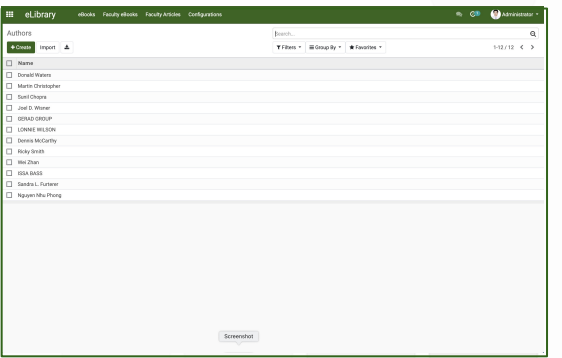 eLibrary eBooks Faculty eBooks Faculty Articles Configurations Administrator
Authors Search...
+ Create Import Filters Group By Favorites 1-12 / 12
Name
Donald Waters
Martin Christopher
Sunil Chopra
Joel D. Wisner
GERAD GROUP
LONNIE WILSON
Dennis McCarthy
Ricky Smith
Wei Zhan
ISSA BASS
Sandra L. Furterer
Nguyen Nhu Phong
Screenshot